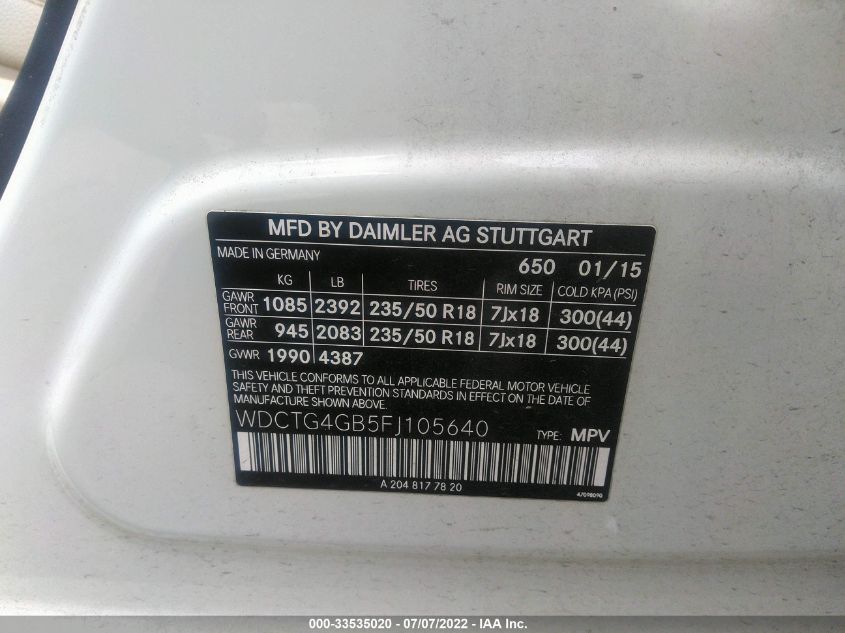 MFD BY DAIMLER AG STUTTGART
MADE IN GERMANY 650 01/15
KG LB TIRES RIM SIZE COLD KPA (PSI)
GAWR FRONT 1085 2392 235/50 R18 7Jx18 300(44)
GAWR REAR 945 2083 235/50 R18 7Jx18 300(44)
GVWR 1990 4387
THIS VEHICLE CONFORMS TO ALL APPLICABLE FEDERAL MOTOR VEHICLE
SAFETY AND THEFT PREVENTION STANDARDS IN EFFECT ON THE DATE
OF MANUFACTURE SHOWN ABOVE.
WDCTG4GB5FJ105640 TYPE: MPV
A 204 817 78 20 47098090
000-33535020 - 07/07/2022 - IAA Inc.